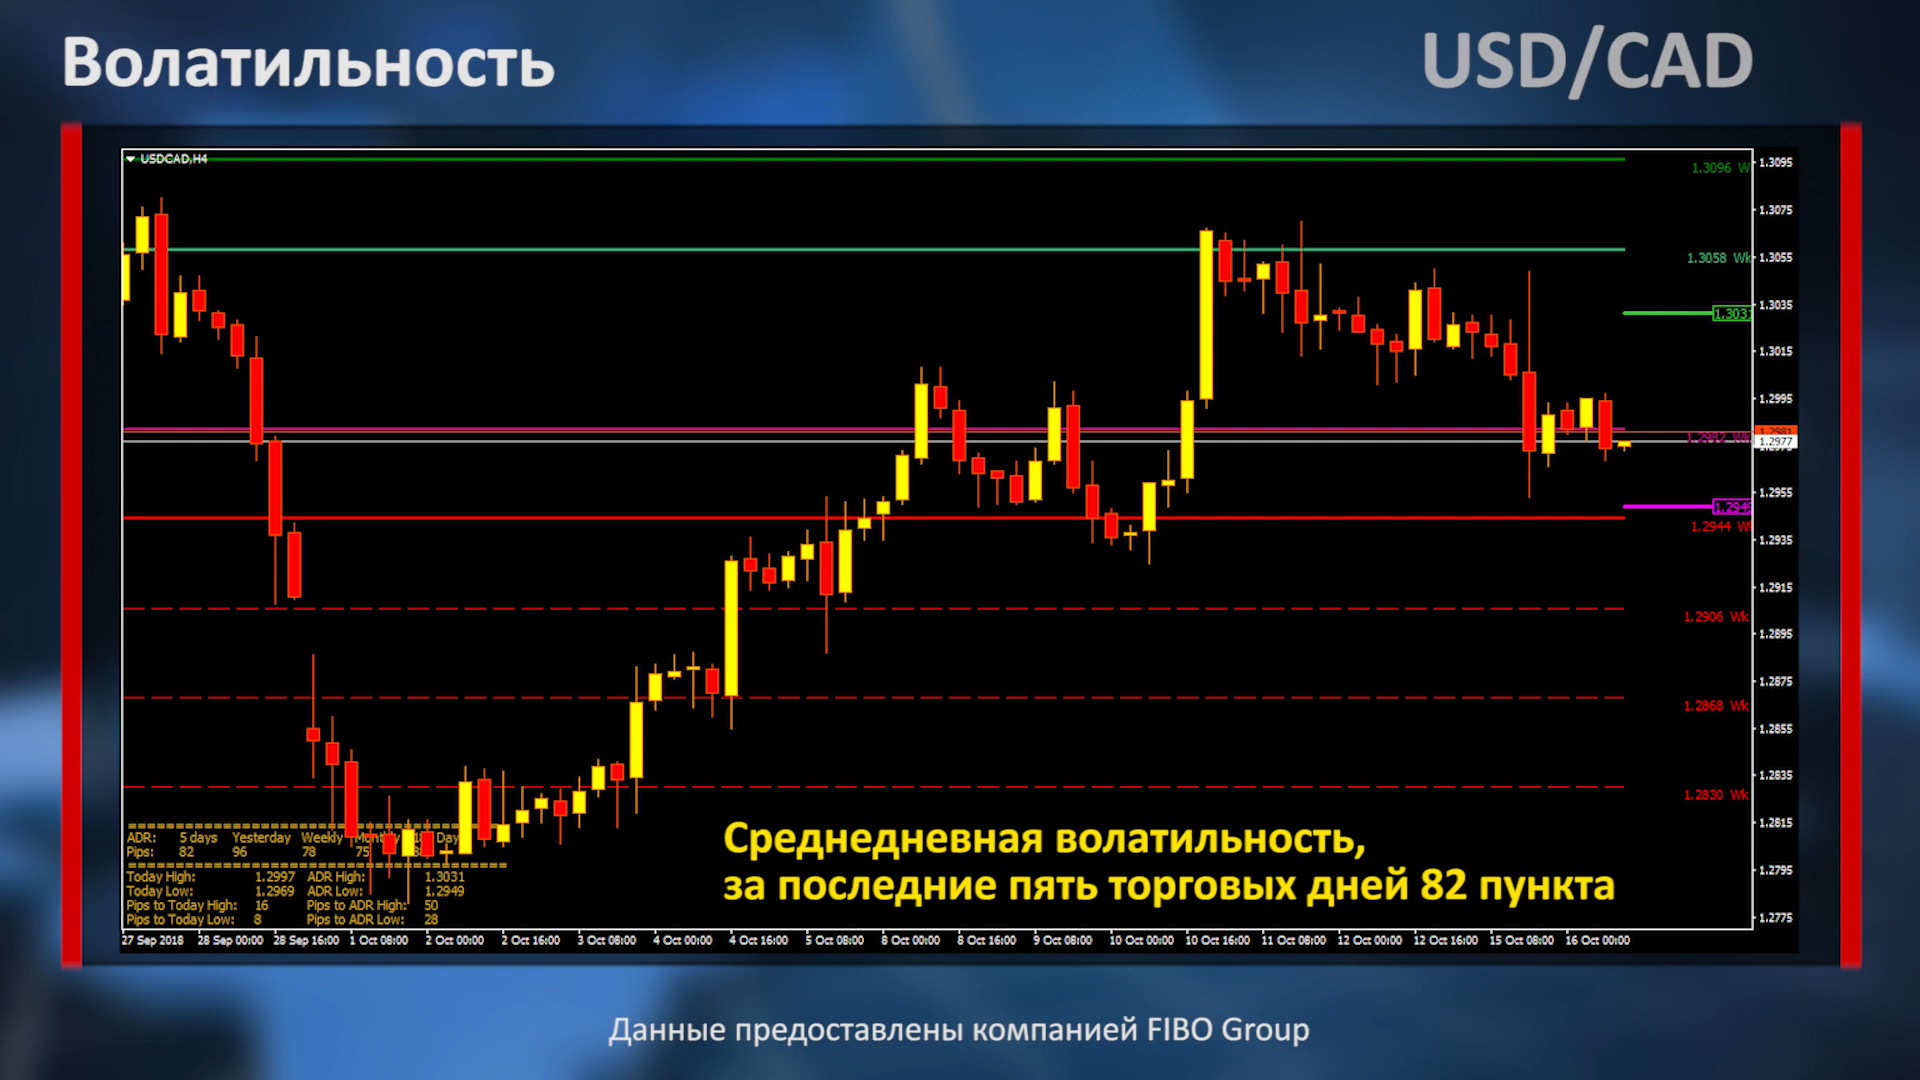 Волатильность
USD/CAD
USDCAD,H4
1.3096 W
1.3058 Wk
1.303
1.2982 Wk
1.294
1.2944 W
1.2906 Wk
1.2868 Wk
1.2830 Wk
1.3095
1.3075
1.3055
1.3035
1.3015
1.2995
1.2981
1.2977
1.2955
1.2935
1.2915
1.2895
1.2875
1.2855
1.2835
1.2815
1.2795
1.2775
ADR: 5 days Yesterday Weekly Monthly Day
Pips: 82 96 78 75
Today High: 1.2997 ADR High: 1.3031
Today Low: 1.2969 ADR Low: 1.2949
Pips to Today High: 16 Pips to ADR High: 50
Pips to Today Low: 8 Pips to ADR Low: 28
Среднедневная волатильность,
за последние пять торговых дней 82 пункта
27 Sep 2018 28 Sep 00:00 28 Sep 16:00 1 Oct 08:00 2 Oct 00:00 2 Oct 16:00 3 Oct 08:00 4 Oct 00:00 4 Oct 16:00 5 Oct 08:00 8 Oct 00:00 8 Oct 16:00 9 Oct 08:00 10 Oct 00:00 10 Oct 16:00 11 Oct 08:00 12 Oct 00:00 12 Oct 16:00 15 Oct 08:00 16 Oct 00:00
Данные предоставлены компанией FIBO Group